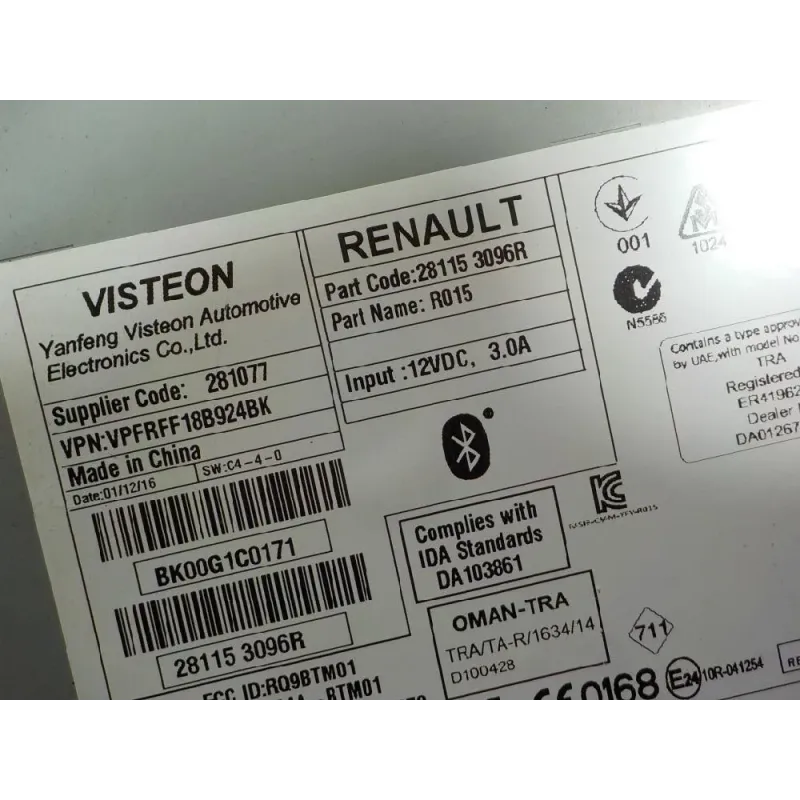 VISTEON
Yanfeng Visteon Automotive
Electronics Co.,Ltd.
Supplier Code: 281077
VPN:VPFRFF18B924BK
Made in China
Date:01/12/16
SW:C4-4-0
BK00G1C0171
28115 3096R
FCC ID:RQ9BTM01
BTM01
RENAULT
Part Code:28115 3096R
Part Name: R015
Input :12VDC, 3.0A
Complies with
IDA Standards
DA103861
OMAN-TRA
TRA/TA-R/1634/14
D100428
001
1024
N5586
Contains a type approv
by UAE,with model No
TRA
Registered
ER41962
Dealer
DA01267
711
0168
E24
10R-041254
RE